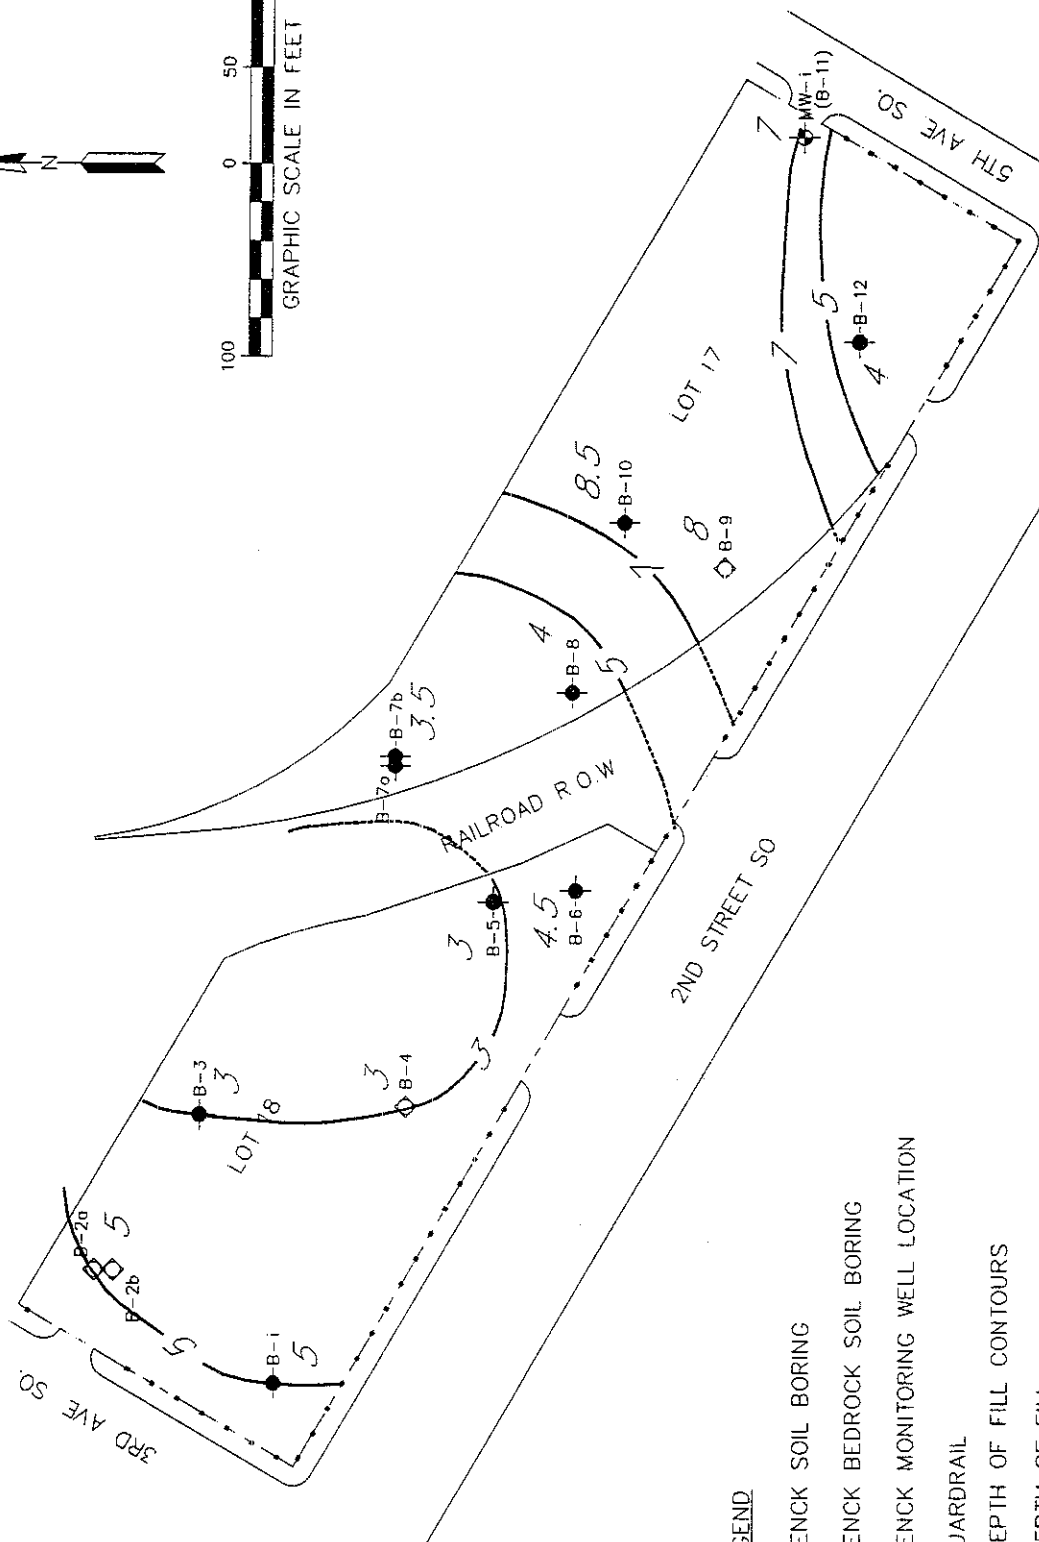 N
100 0 50
GRAPHIC SCALE IN FEET
3RD AVE SO.
B-2a
5
B-2b
5
B-1
5
LOT 78
B-3
3
3
B-4
3
3
B-5
4.5
B-6
RAILROAD R.O.W
B-7a
B-7b
3.5
4
B-8
5
7
8.5
B-10
8
B-9
LOT 17
7
5
B-12
4
7
MW-1
(B-11)
5TH AVE SO.
2ND STREET SO
GEND
ENCK SOIL BORING
ENCK BEDROCK SOIL BORING
ENCK MONITORING WELL LOCATION
UARDRAIL
EPTH OF FILL CONTOURS